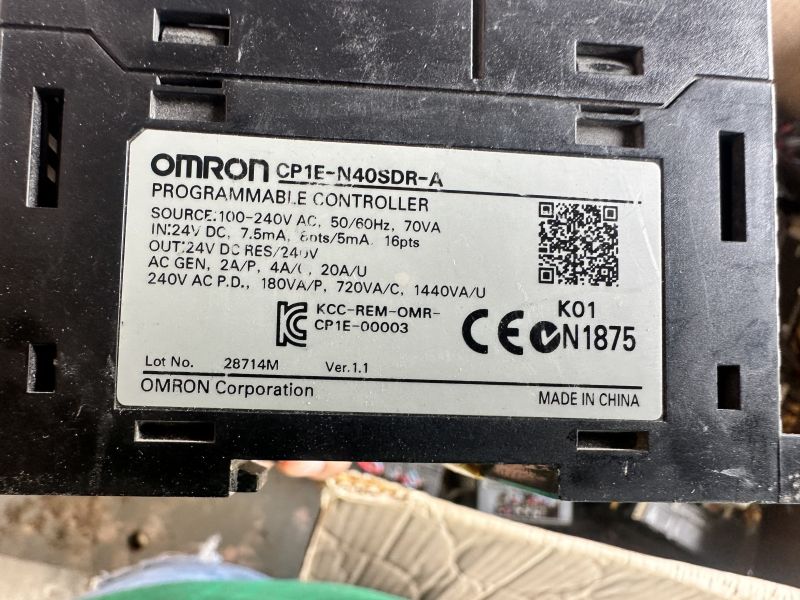 OMRON CP1E-N40SDR-A
PROGRAMMABLE CONTROLLER
SOURCE:100-240V AC, 50/60Hz, 70VA
IN:24V DC, 7.5mA, 8pts/5mA, 16pts
OUT:24V DC RES/240V
AC GEN, 2A/P, 4A/C, 20A/U
240V AC P.D., 180VA/P, 720VA/C, 1440VA/U
KCC-REM-OMR-
CP1E-00003
CE
K01
N1875
Lot No. 28714M Ver.1.1
OMRON Corporation
MADE IN CHINA